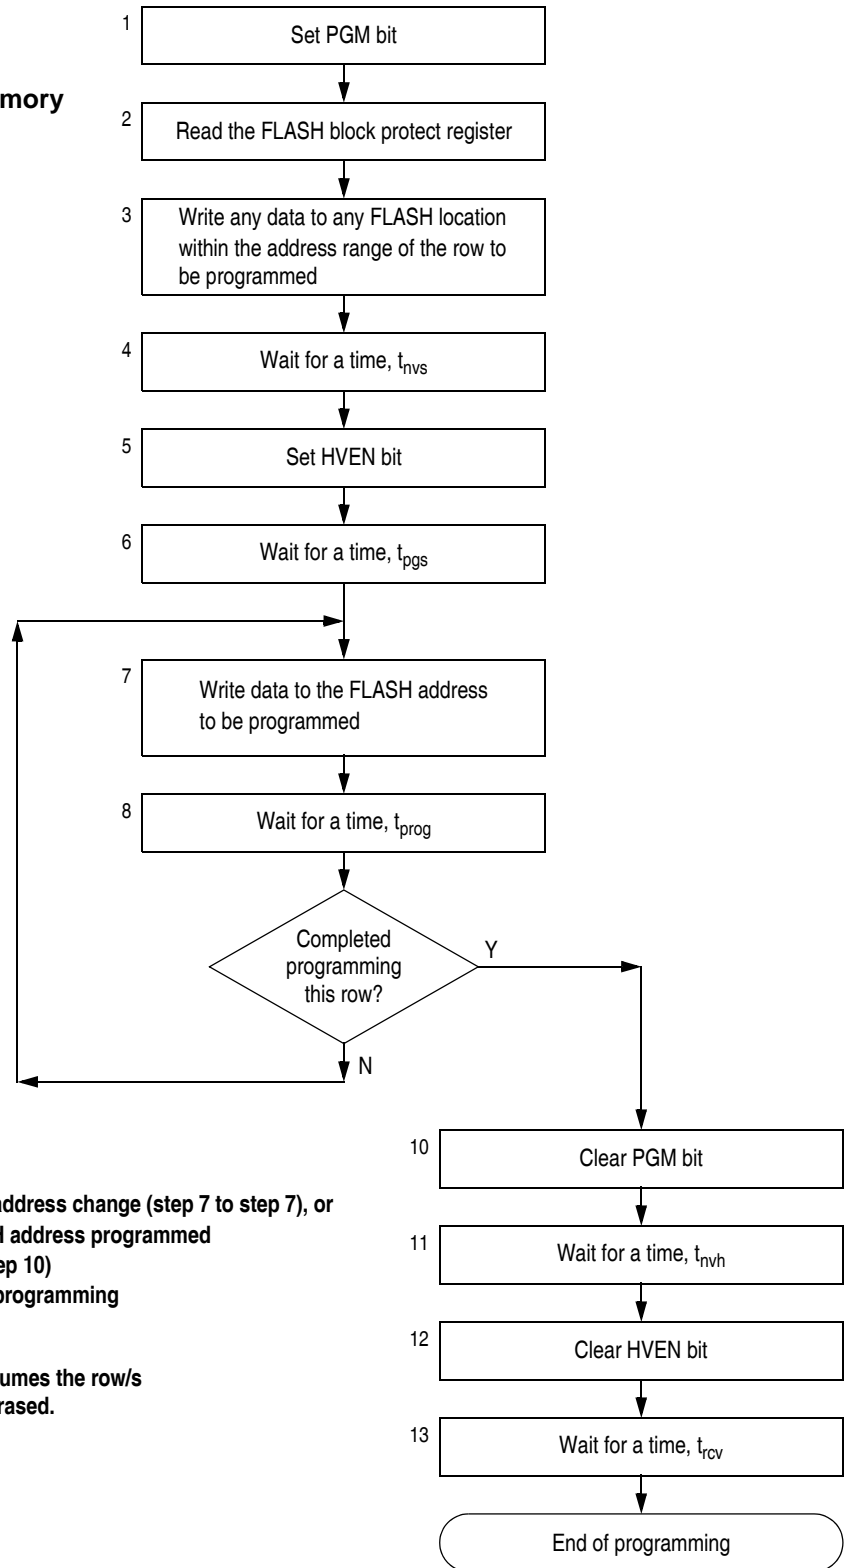 1
Set PGM bit
mory
2
Read the FLASH block protect register
3
Write any data to any FLASH location
within the address range of the row to
be programmed
4
Wait for a time, tnvs
5
Set HVEN bit
6
Wait for a time, tpgs
7
Write data to the FLASH address
to be programmed
8
Wait for a time, tprog
Completed
programming
this row?
Y
N
10
Clear PGM bit
address change (step 7 to step 7), or
H address programmed
ep 10)
programming
11
Wait for a time, tnvh
umes the row/s
rased.
12
Clear HVEN bit
13
Wait for a time, trcv
End of programming